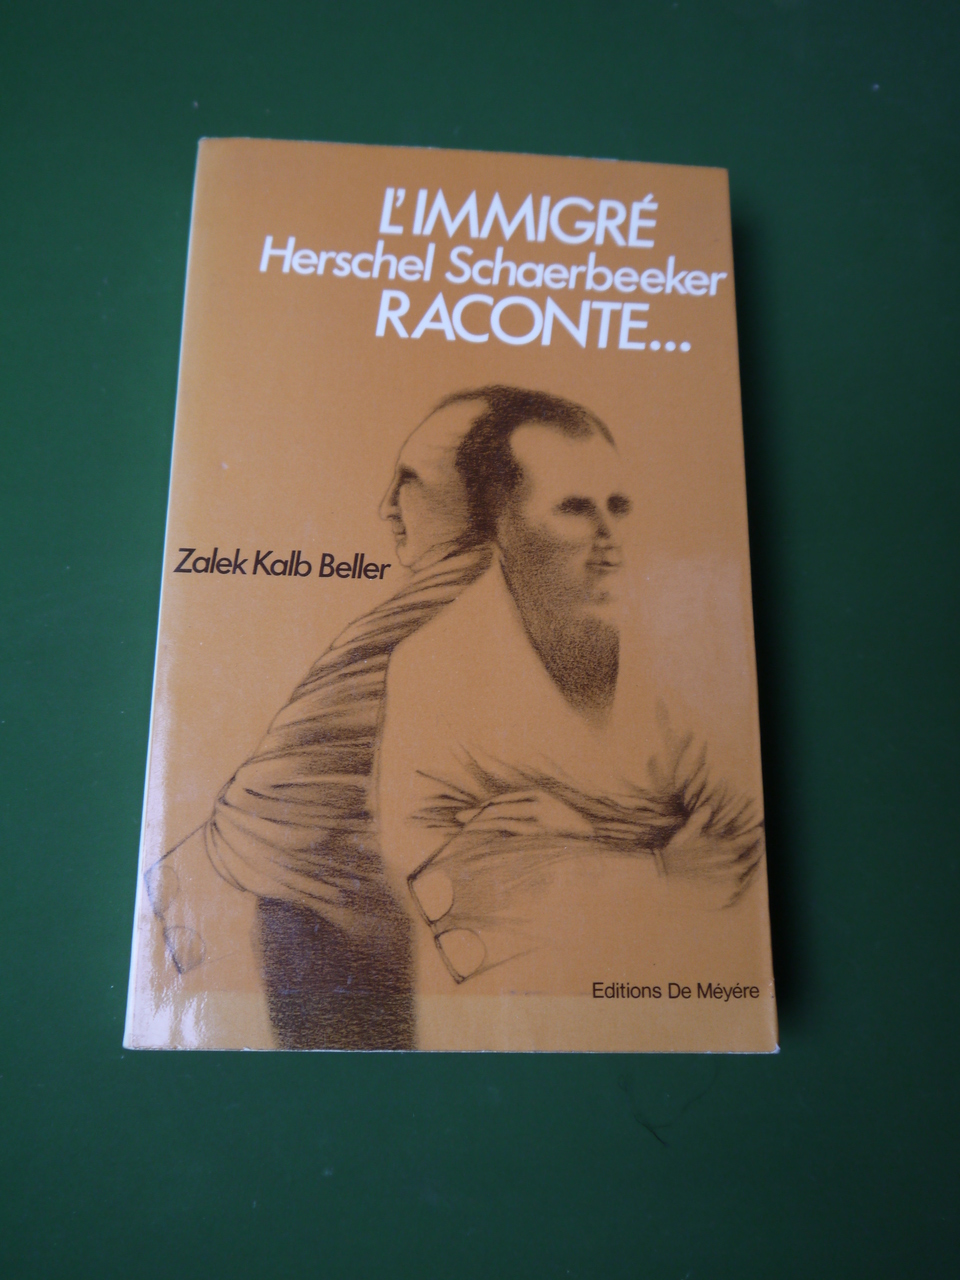 L'IMMIGRÉ
Herschel Schaerbeeker
RACONTE...
Zalek Kalb Beller
Editions De Méyére